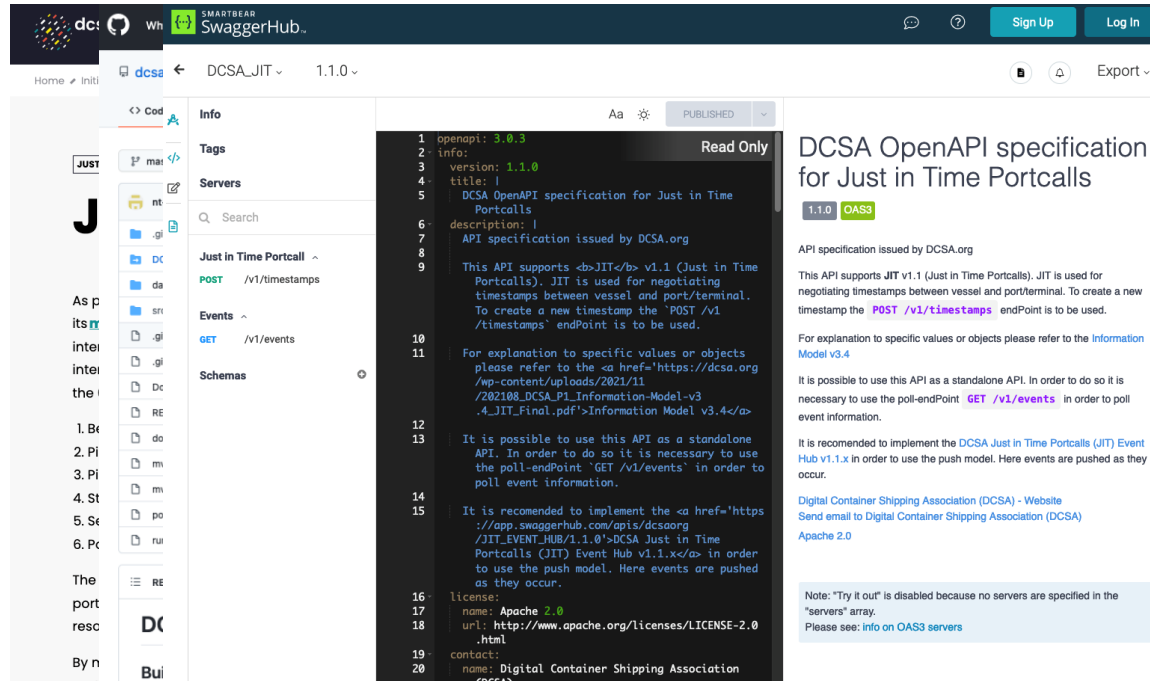 dcs
Home Initi
JUST
J
As p
its m
inter
inter
the
1. Be
2. Pi
3. Pi
4. St
5. Se
6. Po
The
port
reso
By n
Wh
dcsa
<> Cod
mas
nt
.gi
DC
da
src
.gi
.gi
Do
RE
do
mv
mv
po
rur
RE
DC
Bui
SMARTBEAR
SwaggerHub
Sign Up
Log In
DCSA_JIT
1.1.0
Export
Info
Tags
Servers
Search
Just in Time Portcall
POST /v1/timestamps
Events
GET /v1/events
Schemas
Aa
PUBLISHED
Read Only
1 openapi: 3.0.3
2 info:
3 version: 1.1.0
4 title: |
5 DCSA OpenAPI specification for Just in Time
Portcalls
6 description: |
7 API specification issued by DCSA.org
8
9 This API supports <b>JIT</b> v1.1 (Just in Time
Portcalls). JIT is used for negotiating
timestamps between vessel and port/terminal.
To create a new timestamp the `POST /v1
/timestamps` endPoint is to be used.
10
11 For explanation to specific values or objects
please refer to the <a href='https://dcsa.org
/wp-content/uploads/2021/11
/202108_DCSA_P1_Information-Model-v3
.4_JIT_Final.pdf'>Information Model v3.4</a>
12
13 It is possible to use this API as a standalone
API. In order to do so it is necessary to use
the poll-endPoint `GET /v1/events` in order to
poll event information.
14
15 It is recomended to implement the <a href='https
://app.swaggerhub.com/apis/dcsaorg
/JIT_EVENT_HUB/1.1.0'>DCSA Just in Time
Portcalls (JIT) Event Hub v1.1.x</a> in order
to use the push model. Here events are pushed
as they occur.
16 license:
17 name: Apache 2.0
18 url: http://www.apache.org/licenses/LICENSE-2.0
.html
19 contact:
20 name: Digital Container Shipping Association
(DCSA)
DCSA OpenAPI specification
for Just in Time Portcalls
1.1.0 OAS3
API specification issued by DCSA.org
This API supports JIT v1.1 (Just in Time Portcalls). JIT is used for
negotiating timestamps between vessel and port/terminal. To create a new
timestamp the POST /v1/timestamps endPoint is to be used.
For explanation to specific values or objects please refer to the Information
Model v3.4
It is possible to use this API as a standalone API. In order to do so it is
necessary to use the poll-endPoint GET /v1/events in order to poll
event information.
It is recomended to implement the DCSA Just in Time Portcalls (JIT) Event
Hub v1.1.x in order to use the push model. Here events are pushed as they
occur.
Digital Container Shipping Association (DCSA) - Website
Send email to Digital Container Shipping Association (DCSA)
Apache 2.0
Note: "Try it out" is disabled because no servers are specified in the
"servers" array.
Please see: info on OAS3 servers